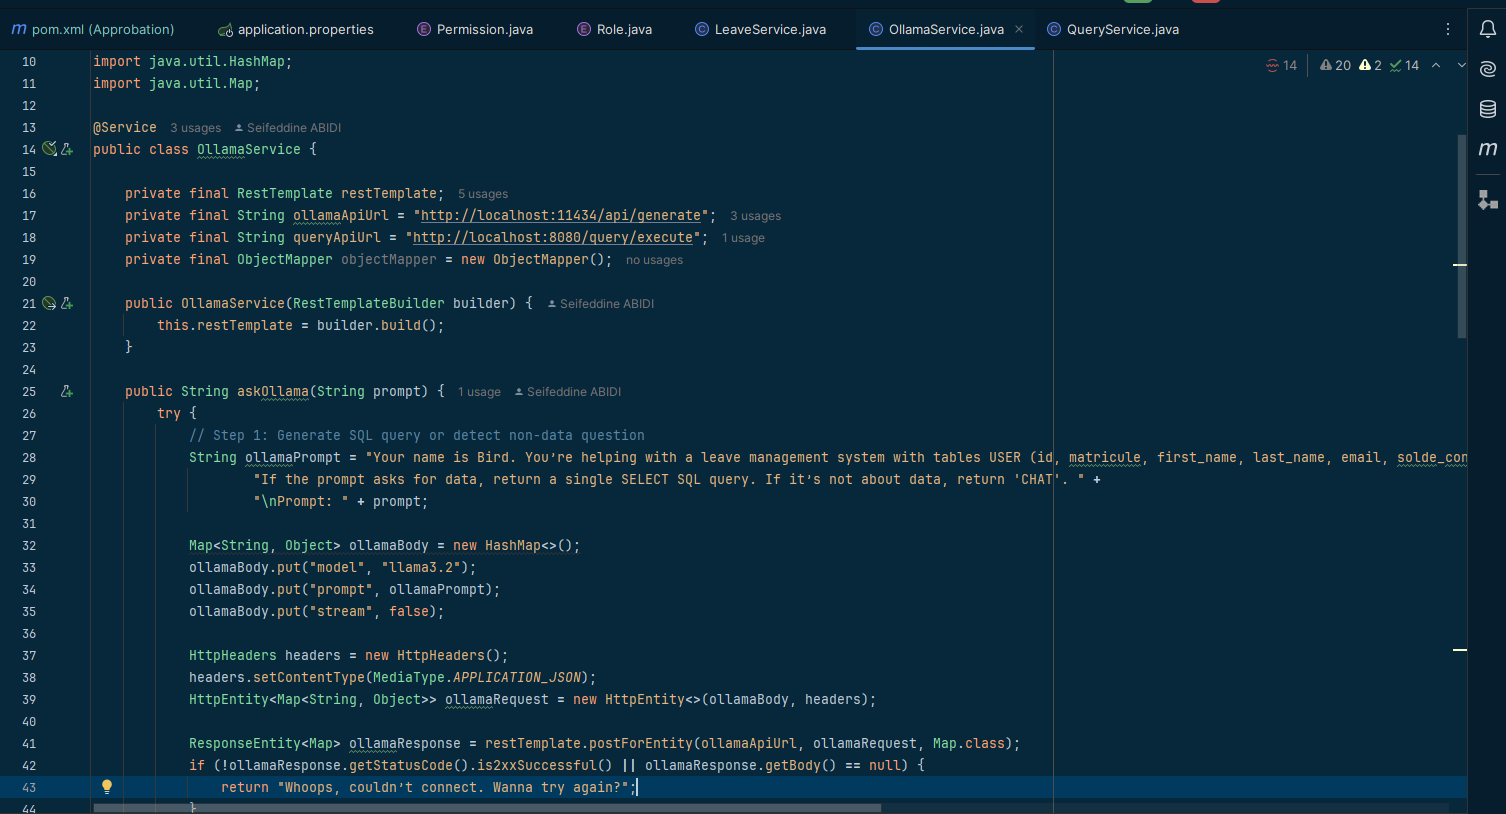 pom.xml (Approbation) application.properties Permission.java Role.java LeaveService.java OllamaService.java QueryService.java
14 20 2 14
10 import java.util.HashMap;
11 import java.util.Map;
12
13 @Service 3 usages Seifeddine ABIDI
14 public class OllamaService {
15
16 private final RestTemplate restTemplate; 5 usages
17 private final String ollamaApiUrl = "http://localhost:11434/api/generate"; 3 usages
18 private final String queryApiUrl = "http://localhost:8080/query/execute"; 1 usage
19 private final ObjectMapper objectMapper = new ObjectMapper(); no usages
20
21 public OllamaService(RestTemplateBuilder builder) { Seifeddine ABIDI
22 this.restTemplate = builder.build();
23 }
24
25 public String askOllama(String prompt) { 1 usage Seifeddine ABIDI
26 try {
27 // Step 1: Generate SQL query or detect non-data question
28 String ollamaPrompt = "Your name is Bird. You’re helping with a leave management system with tables USER (id, matricule, first_name, last_name, email, solde_con
29 "If the prompt asks for data, return a single SELECT SQL query. If it’s not about data, return 'CHAT'. " +
30 "\nPrompt: " + prompt;
31
32 Map<String, Object> ollamaBody = new HashMap<>();
33 ollamaBody.put("model", "llama3.2");
34 ollamaBody.put("prompt", ollamaPrompt);
35 ollamaBody.put("stream", false);
36
37 HttpHeaders headers = new HttpHeaders();
38 headers.setContentType(MediaType.APPLICATION_JSON);
39 HttpEntity<Map<String, Object>> ollamaRequest = new HttpEntity<>(ollamaBody, headers);
40
41 ResponseEntity<Map> ollamaResponse = restTemplate.postForEntity(ollamaApiUrl, ollamaRequest, Map.class);
42 if (!ollamaResponse.getStatusCode().is2xxSuccessful() || ollamaResponse.getBody() == null) {
43 return "Whoops, couldn’t connect. Wanna try again?";
44 }